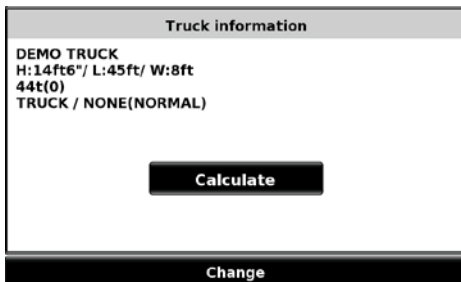 Truck information
DEMO TRUCK
H:14ft6"/ L:45ft/ W:8ft
44t(0)
TRUCK / NONE(NORMAL)
Calculate
Change